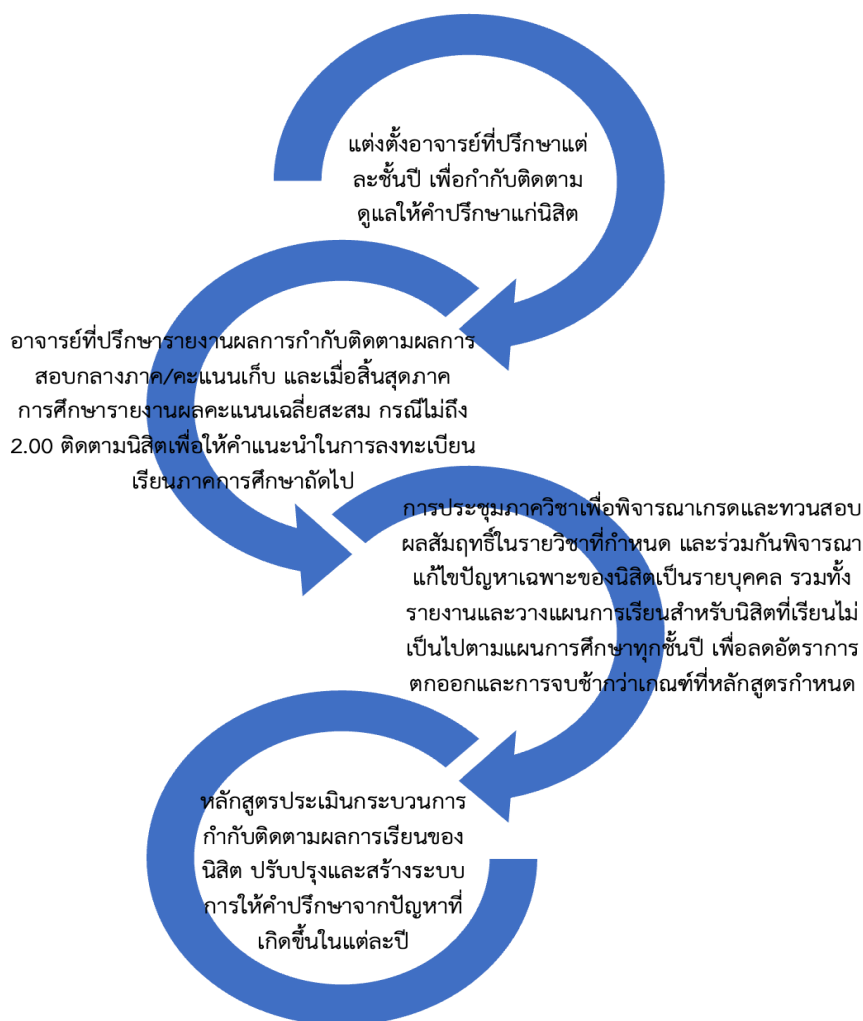 แต่งตั้งอาจารย์ที่ปรึกษาแต่
ละชั้นปี เพื่อกำกับติดตาม
ดูแลให้คำปรึกษาแก่นิสิต
อาจารย์ที่ปรึกษารายงานผลการกำกับติดตามผลการ
สอบกลางภาค/คะแนนเก็บ และเมื่อสิ้นสุดภาค
การศึกษารายงานผลคะแนนเฉลี่ยสะสม กรณีไม่ถึง
2.00 ติดตามนิสิตเพื่อให้คำแนะนำในการลงทะเบียน
เรียนภาคการศึกษาถัดไป
การประชุมภาควิชาเพื่อพิจารณาเกรดและทวนสอบ
ผลสัมฤทธิ์ในรายวิชาที่กำหนด และร่วมกันพิจารณา
แก้ไขปัญหาเฉพาะของนิสิตเป็นรายบุคคล รวมทั้ง
รายงานและวางแผนการเรียนสำหรับนิสิตที่เรียนไม่
เป็นไปตามแผนการศึกษาทุกชั้นปี เพื่อลดอัตราการ
ตกออกและการจบช้ากว่าเกณฑ์ที่หลักสูตรกำหนด
หลักสูตรประเมินกระบวนการ
กำกับติดตามผลการเรียนของ
นิสิต ปรับปรุงและสร้างระบบ
การให้คำปรึกษาจากปัญหาที่
เกิดขึ้นในแต่ละปี